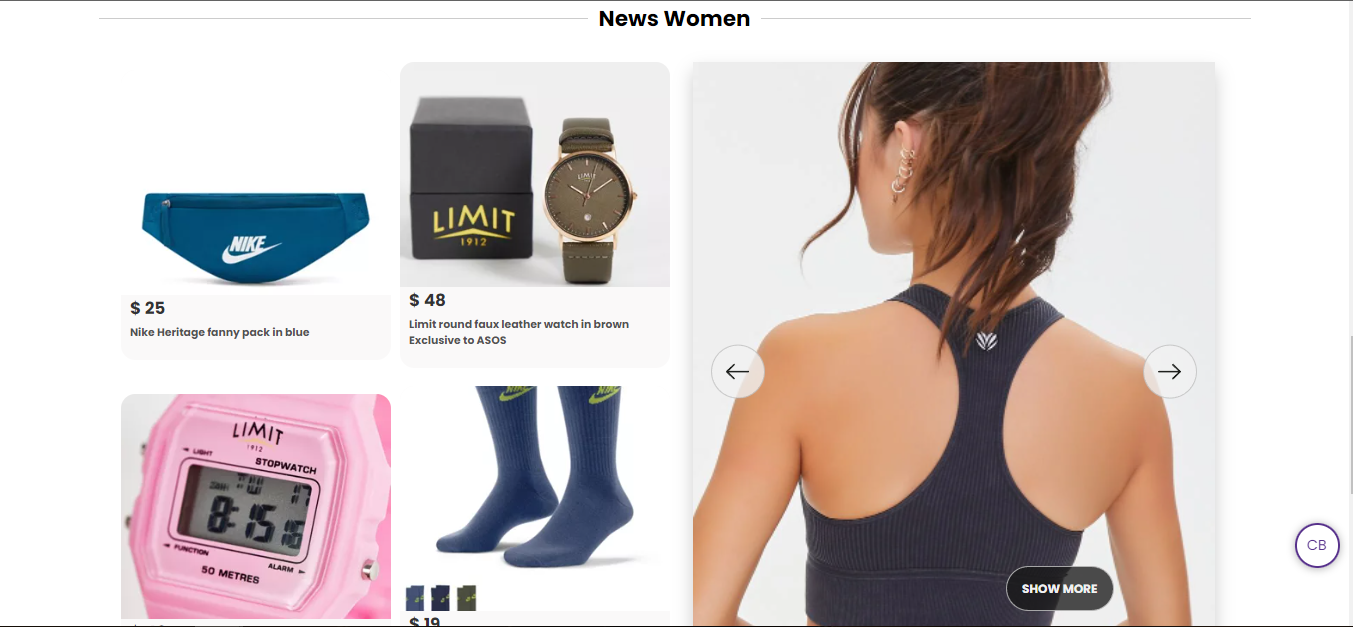 News Women
NIKE
$ 25
Nike Heritage fanny pack in blue
LIMIT
1912
LIMIT
$ 48
Limit round faux leather watch in brown
Exclusive to ASOS
LIMIT
1912
LIGHT
STOPWATCH
8:15
FUNCTION
ALARM
50 METRES
NIKE
NIKE
$ 19
SHOW MORE
CB